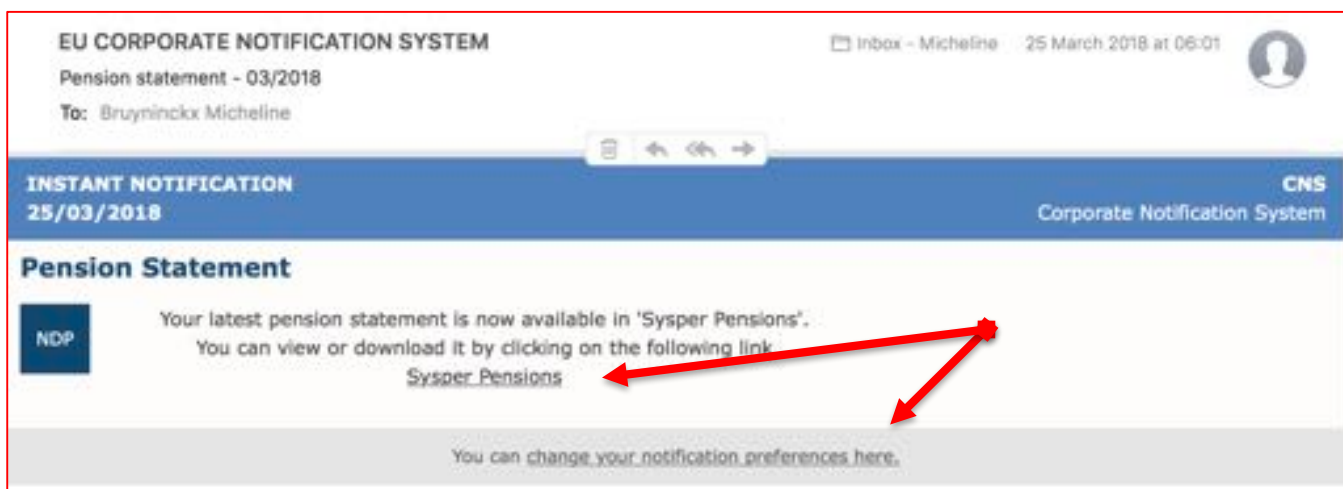 EU CORPORATE NOTIFICATION SYSTEM
Inbox - Micheline 25 March 2018 at 06:01
Pension statement - 03/2018
To: Bruyninckx Micheline
INSTANT NOTIFICATION
CNS
25/03/2018
Corporate Notification System
Pension Statement
NDP
Your latest pension statement is now available in 'Sysper Pensions'.
You can view or download it by clicking on the following link
Sysper Pensions
You can change your notification preferences here.